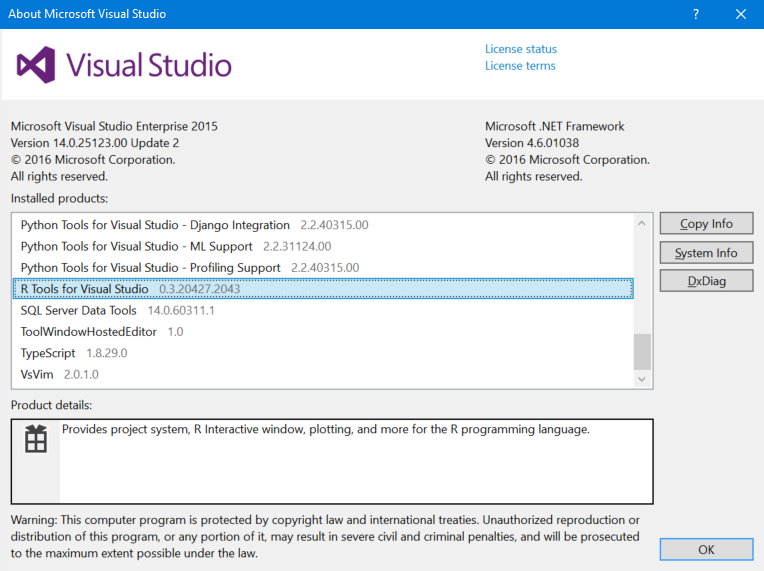 About Microsoft Visual Studio
?
Visual Studio
License status
License terms
Microsoft Visual Studio Enterprise 2015
Version 14.0.25123.00 Update 2
© 2016 Microsoft Corporation.
All rights reserved.
Microsoft .NET Framework
Version 4.6.01038
© 2016 Microsoft Corporation.
All rights reserved.
Installed products:
Python Tools for Visual Studio - Django Integration 2.2.40315.00
Python Tools for Visual Studio - ML Support 2.2.31124.00
Python Tools for Visual Studio - Profiling Support 2.2.40315.00
R Tools for Visual Studio 0.3.20427.2043
SQL Server Data Tools 14.0.60311.1
ToolWindowHostedEditor 1.0
TypeScript 1.8.29.0
VsVim 2.0.1.0
Copy Info
System Info
DxDiag
Product details:
Provides project system, R Interactive window, plotting, and more for the R programming language.
Warning: This computer program is protected by copyright law and international treaties. Unauthorized reproduction or
distribution of this program, or any portion of it, may result in severe civil and criminal penalties, and will be prosecuted
to the maximum extent possible under the law.
OK